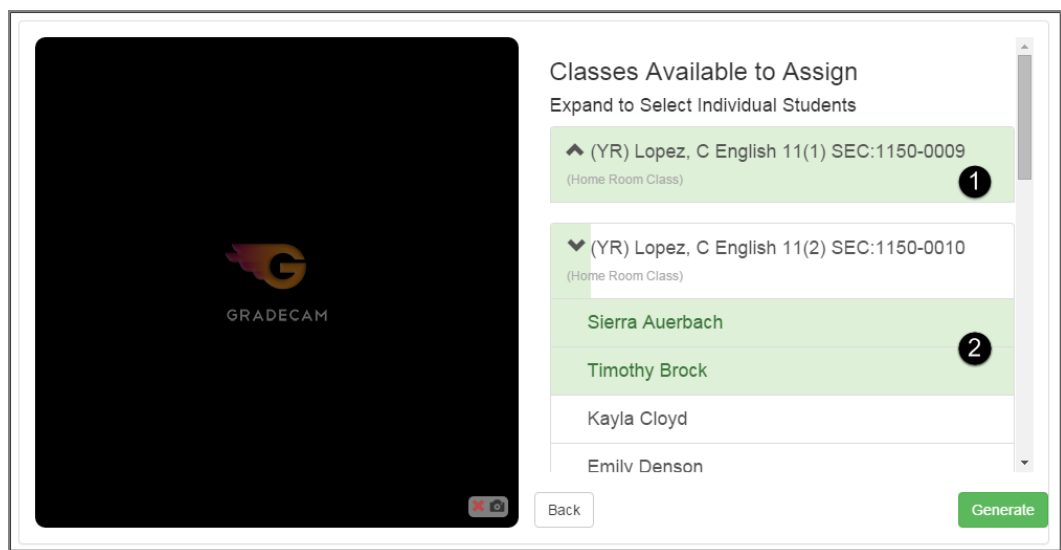 GRADECAM
Classes Available to Assign
Expand to Select Individual Students
(YR) Lopez, C English 11(1) SEC:1150-0009
(Home Room Class)
1
(YR) Lopez, C English 11(2) SEC:1150-0010
(Home Room Class)
Sierra Auerbach
2
Timothy Brock
Kayla Cloyd
Emily Denson
Back
Generate